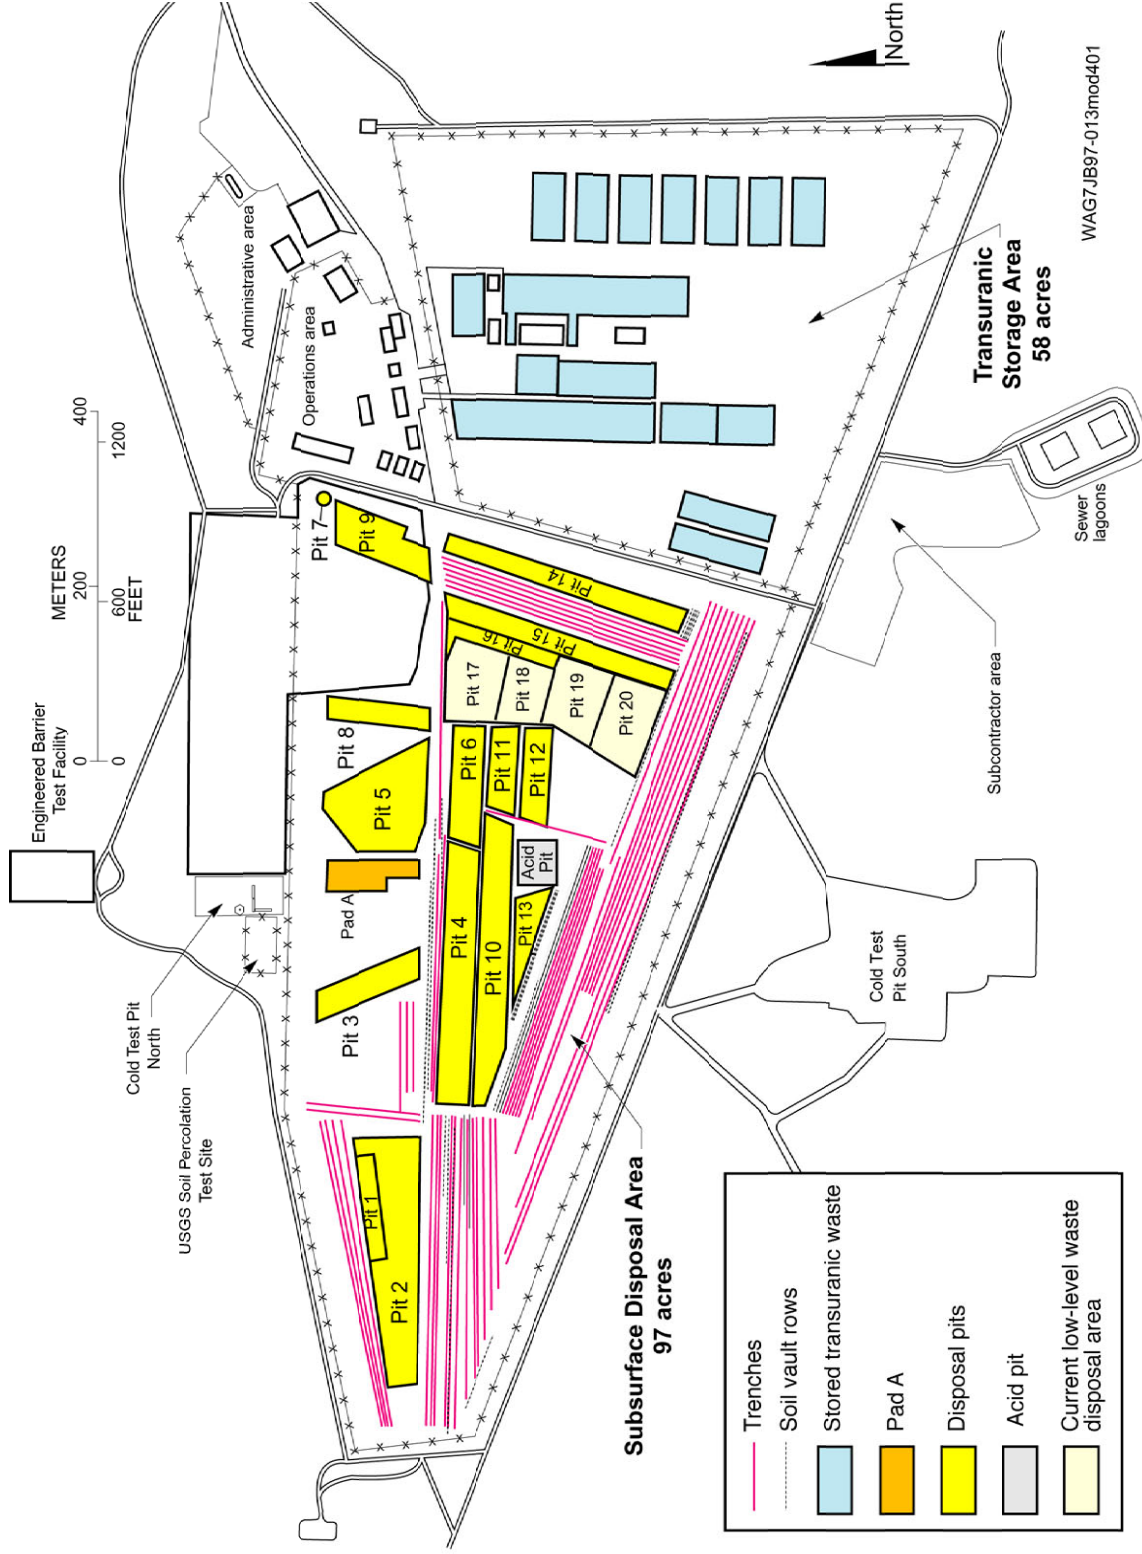 Engineered Barrier
Test Facility
METERS
0
200
400
0
600
1200
FEET
Administrative area
Operations area
North
Cold Test Pit
North
USGS Soil Percolation
Test Site
Pit 1
Pit 2
Pit 3
Pad A
Pit 5
Pit 8
Pit 7
Pit 9
Pit 4
Pit 10
Pit 6
Pit 11
Pit 12
Acid
Pit
Pit 13
Pit 14
Pit 15
Pit 16
Pit 17
Pit 18
Pit 19
Pit 20
Transuranic
Storage Area
58 acres
Subsurface Disposal Area
97 acres
Cold Test
Pit South
Subcontractor area
Sewer
lagoons
WAG7JB97-013mod401
Trenches
Soil vault rows
Stored transuranic waste
Pad A
Disposal pits
Acid pit
Current low-level waste
disposal area